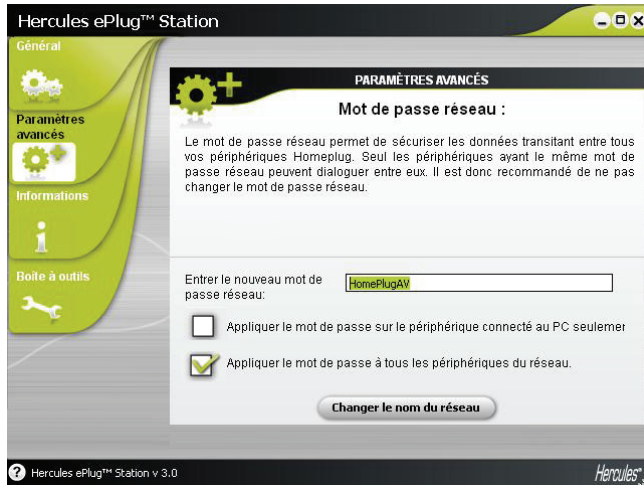 Hercules ePlug™ Station
Général
Paramètres
avancés
Informations
Boite à outils
PARAMÈTRES AVANCÉS
Mot de passe réseau :
Le mot de passe réseau permet de sécuriser les données transitant entre tous
vos périphériques Homeplug. Seul les périphériques ayant le même mot de
passe réseau peuvent dialoguer entre eux. Il est donc recommandé de ne pas
changer le mot de passe réseau.
Entrer le nouveau mot de
passe réseau:
HomePlugAV
Appliquer le mot de passe sur le périphérique connecté au PC seulemer
Appliquer le mot de passe à tous les périphériques du réseau.
Changer le nom du réseau
? Hercules ePlug™ Station v 3.0
Hercules